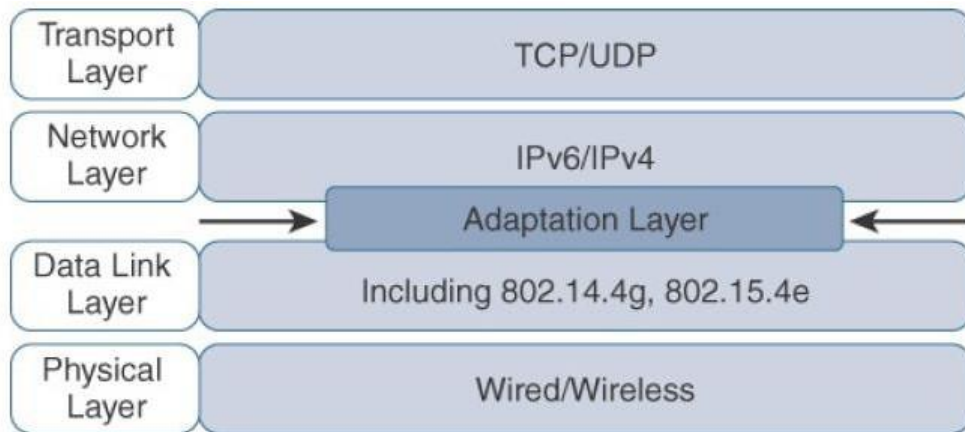 Transport
Layer
TCP/UDP
Network
Layer
IPv6/IPv4
Adaptation Layer
Data Link
Layer
Including 802.14.4g, 802.15.4e
Physical
Layer
Wired/Wireless